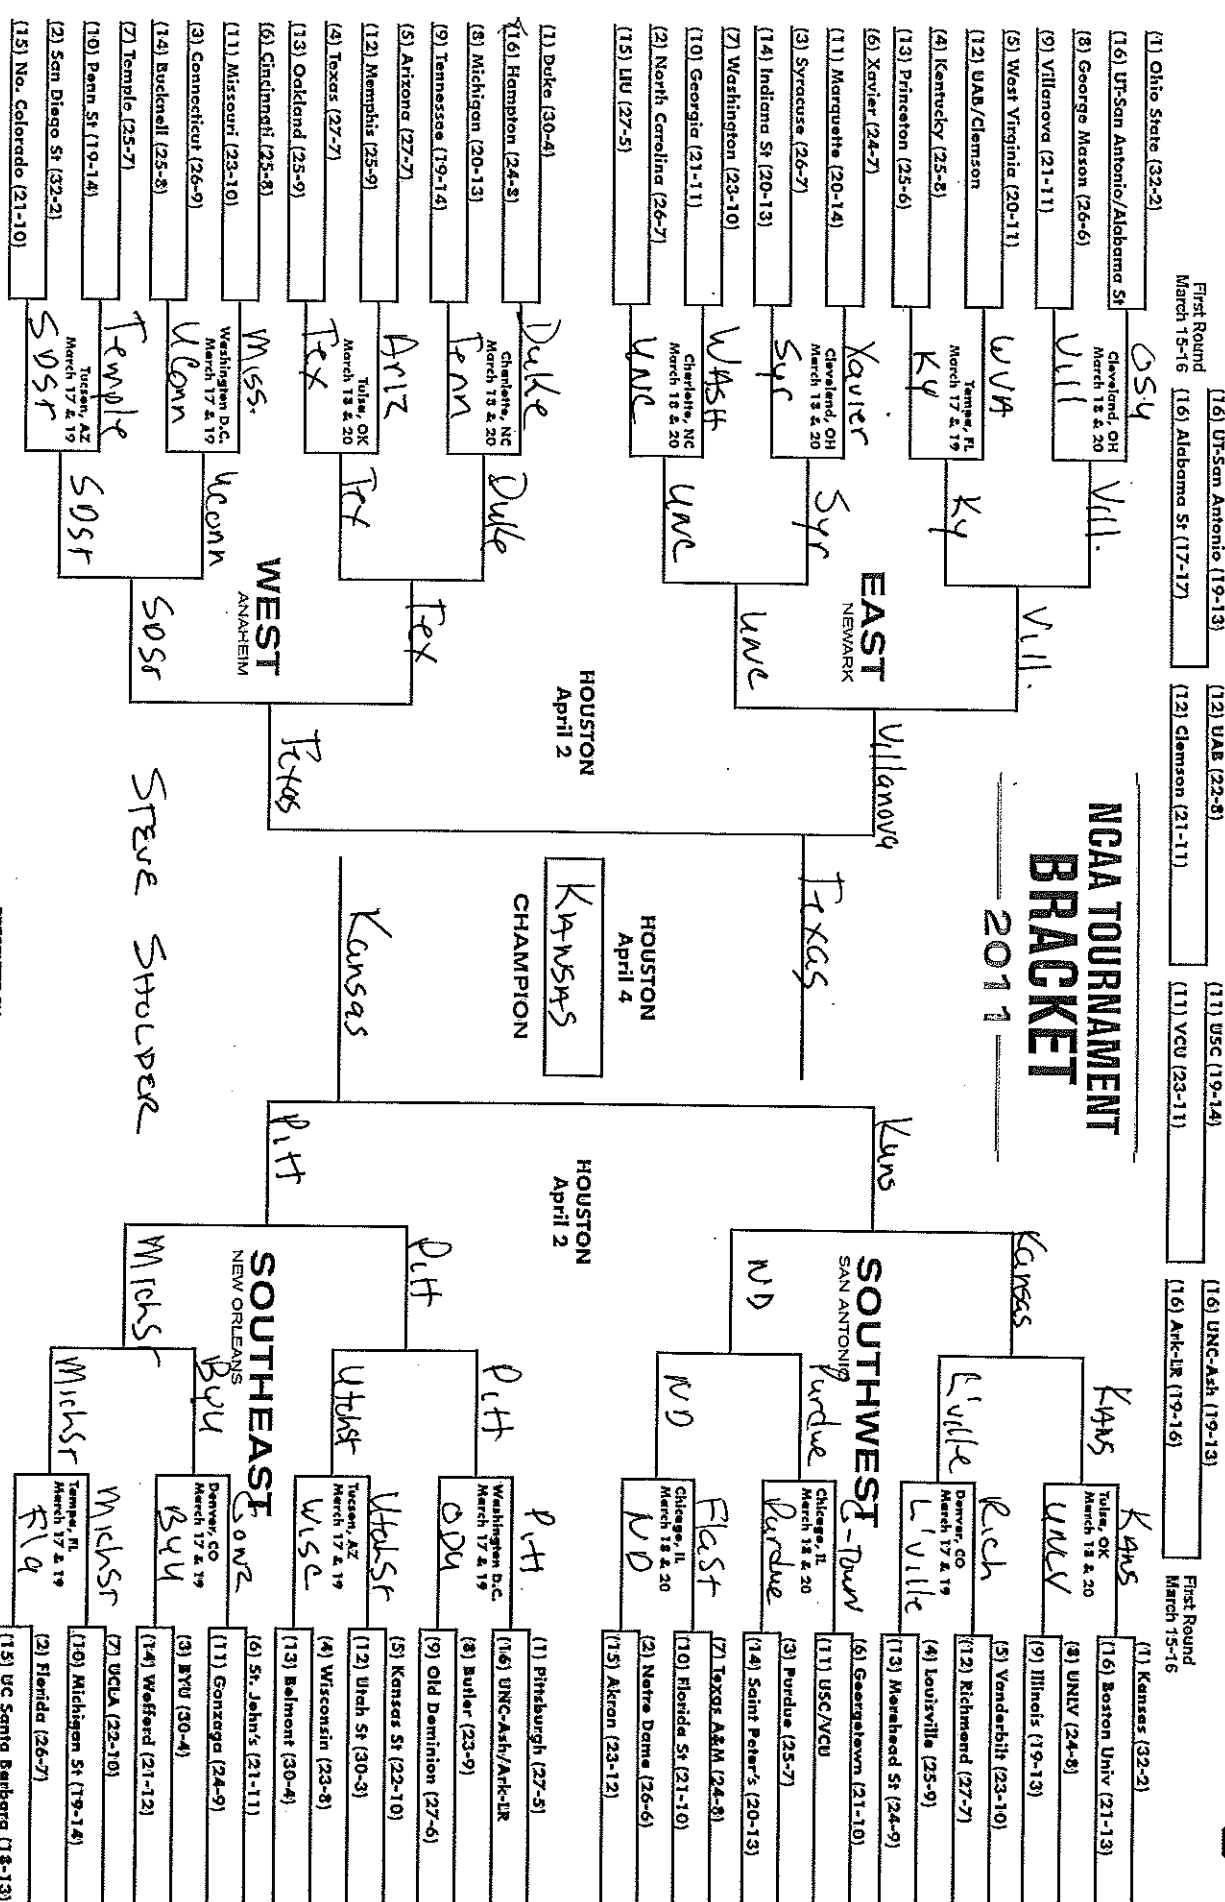 First Round
March 15-16
(16) UT-San Antonio (19-13)
(16) Alabama St (17-17)
(12) UAB (22-8)
(12) Clemson (21-11)
(11) USC (19-14)
(11) VCU (23-11)
(16) UNC-Ash (19-13)
(16) Ark-LR (19-16)
First Round
March 15-16
NCAA TOURNAMENT
BRACKET
2011
(1) Ohio State (32-2)
(16) UT-San Antonio/Alabama St
(8) George Mason (26-6)
(9) Villanova (21-11)
(5) West Virginia (20-11)
(12) UAB/Clemson
(4) Kentucky (25-8)
(13) Princeton (25-6)
(6) Xavier (24-7)
(11) Marquette (20-14)
(3) Syracuse (26-7)
(14) Indiana St (20-13)
(7) Washington (23-10)
(10) Georgia (21-11)
(2) North Carolina (26-7)
(15) LIU (27-5)
OSU
Cleveland, OH
March 18 & 20
Vill
WVA
Tampa, FL
March 17 & 19
Ky
Xavier
Cleveland, OH
March 18 & 20
Syr
WASH
Charlotte, NC
March 18 & 20
UNC
Vill.
Ky
Syr
UNC
Vill.
EAST
NEWARK
UNC
Villanova
(1) Duke (30-4)
(16) Hampton (24-8)
(8) Michigan (20-13)
(9) Tennessee (19-14)
(5) Arizona (27-7)
(12) Memphis (25-9)
(4) Texas (27-7)
(13) Oakland (25-9)
(6) Cincinnati (25-8)
(11) Missouri (23-10)
(3) Connecticut (26-9)
(14) Bucknell (25-8)
(7) Temple (25-7)
(10) Penn St (19-14)
(2) San Diego St (32-2)
(15) No. Colorado (21-10)
Duke
Charlotte, NC
March 18 & 20
Tenn
Ariz
Tulsa, OK
March 18 & 20
Tex
Miss.
Washington D.C.
March 17 & 19
UConn
Temple
Tucson, AZ
March 17 & 19
SDSt
Duke
Tex
UConn
SDSt
Tex
WEST
ANAHEIM
SDSt
Texas
HOUSTON
April 2
Texas
HOUSTON
April 4
KANSAS
CHAMPION
Kansas
STEVE SHOLDER
HOUSTON
April 2
(1) Kansas (32-2)
(16) Boston Univ (21-13)
(8) UNLV (24-8)
(9) Illinois (19-13)
(5) Vanderbilt (23-10)
(12) Richmond (27-7)
(4) Louisville (25-9)
(13) Morehead St (24-9)
(6) Georgetown (21-10)
(11) USC/VCU
(3) Purdue (25-7)
(14) Saint Peter's (20-13)
(7) Texas A&M (24-8)
(10) Florida St (21-10)
(2) Notre Dame (26-6)
(15) Akron (23-12)
KAns
Tulsa, OK
March 18 & 20
UNLV
Rich
Denver, CO
March 17 & 19
L'ville
G-Town
Chicago, IL
March 18 & 20
Purdue
FlaSt
Chicago, IL
March 18 & 20
ND
KANS
L'ville
Purdue
ND
Kansas
SOUTHWEST
SAN ANTONIO
ND
Kans
(1) Pittsburgh (27-5)
(16) UNC-Ash/Ark-LR
(8) Butler (23-9)
(9) Old Dominion (27-6)
(5) Kansas St (22-10)
(12) Utah St (30-3)
(4) Wisconsin (23-8)
(13) Belmont (30-4)
(6) St. John's (21-11)
(11) Gonzaga (24-9)
(3) BYU (30-4)
(14) Wofford (21-12)
(7) UCLA (22-10)
(10) Michigan St (19-14)
(2) Florida (26-7)
(15) UC Santa Barbara (18-13)
Pitt
Washington D.C.
March 17 & 19
ODU
UtahSt
Tucson, AZ
March 17 & 19
Wisc
Gonz
Denver, CO
March 17 & 19
BYU
MichSt
Tampa, FL
March 17 & 19
Fla
Pitt
Utahst
BYU
MichSt
Pitt
SOUTHEAST
NEW ORLEANS
MichSt
Pitt